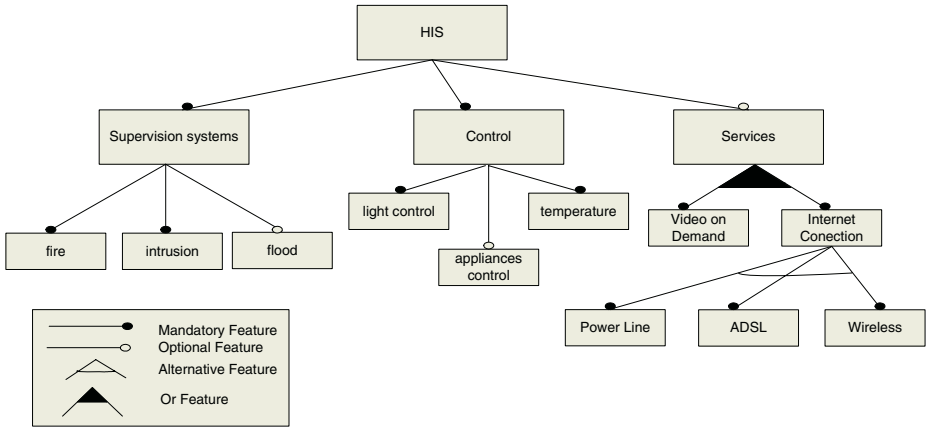 HIS
Supervision systems
Control
Services
fire
intrusion
flood
light control
appliances
control
temperature
Video on
Demand
Internet
Conection
Power Line
ADSL
Wireless
Mandatory Feature
Optional Feature
Alternative Feature
Or Feature